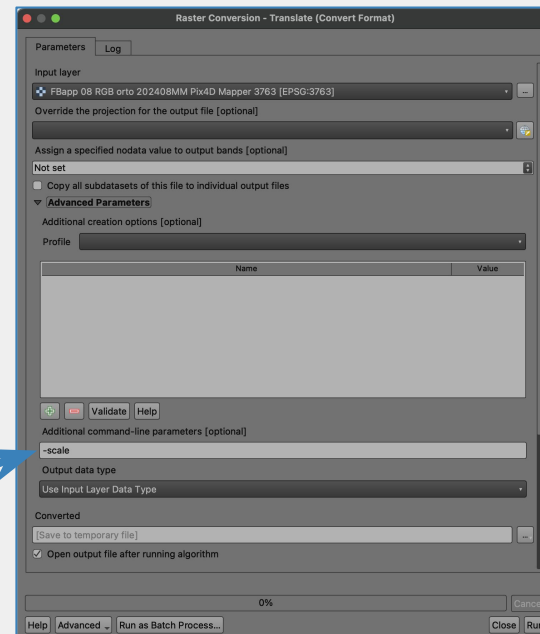 Raster Conversion - Translate (Convert Format)
Parameters Log
Input layer
FBapp 08 RGB orto 202408MM Pix4D Mapper 3763 [EPSG:3763] ...
Override the projection for the output file [optional]
Assign a specified nodata value to output bands [optional]
Not set
Copy all subdatasets of this file to individual output files
Advanced Parameters
Additional creation options [optional]
Profile
Name Value
Validate Help
Additional command-line parameters [optional]
-scale
Output data type
Use Input Layer Data Type
Converted
[Save to temporary file] ...
Open output file after running algorithm
0% Cance
Help Advanced Run as Batch Process... Close Run